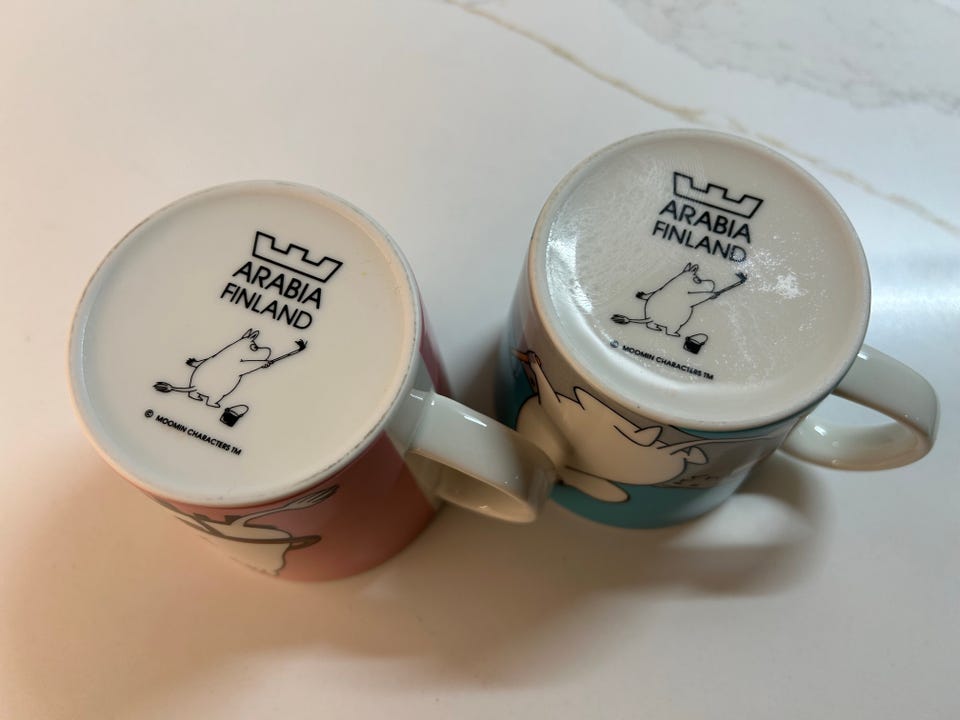 ARABIA
FINLAND
© MOOMIN CHARACTERS TM
ARABIA
FINLAND
© MOOMIN CHARACTERS TM